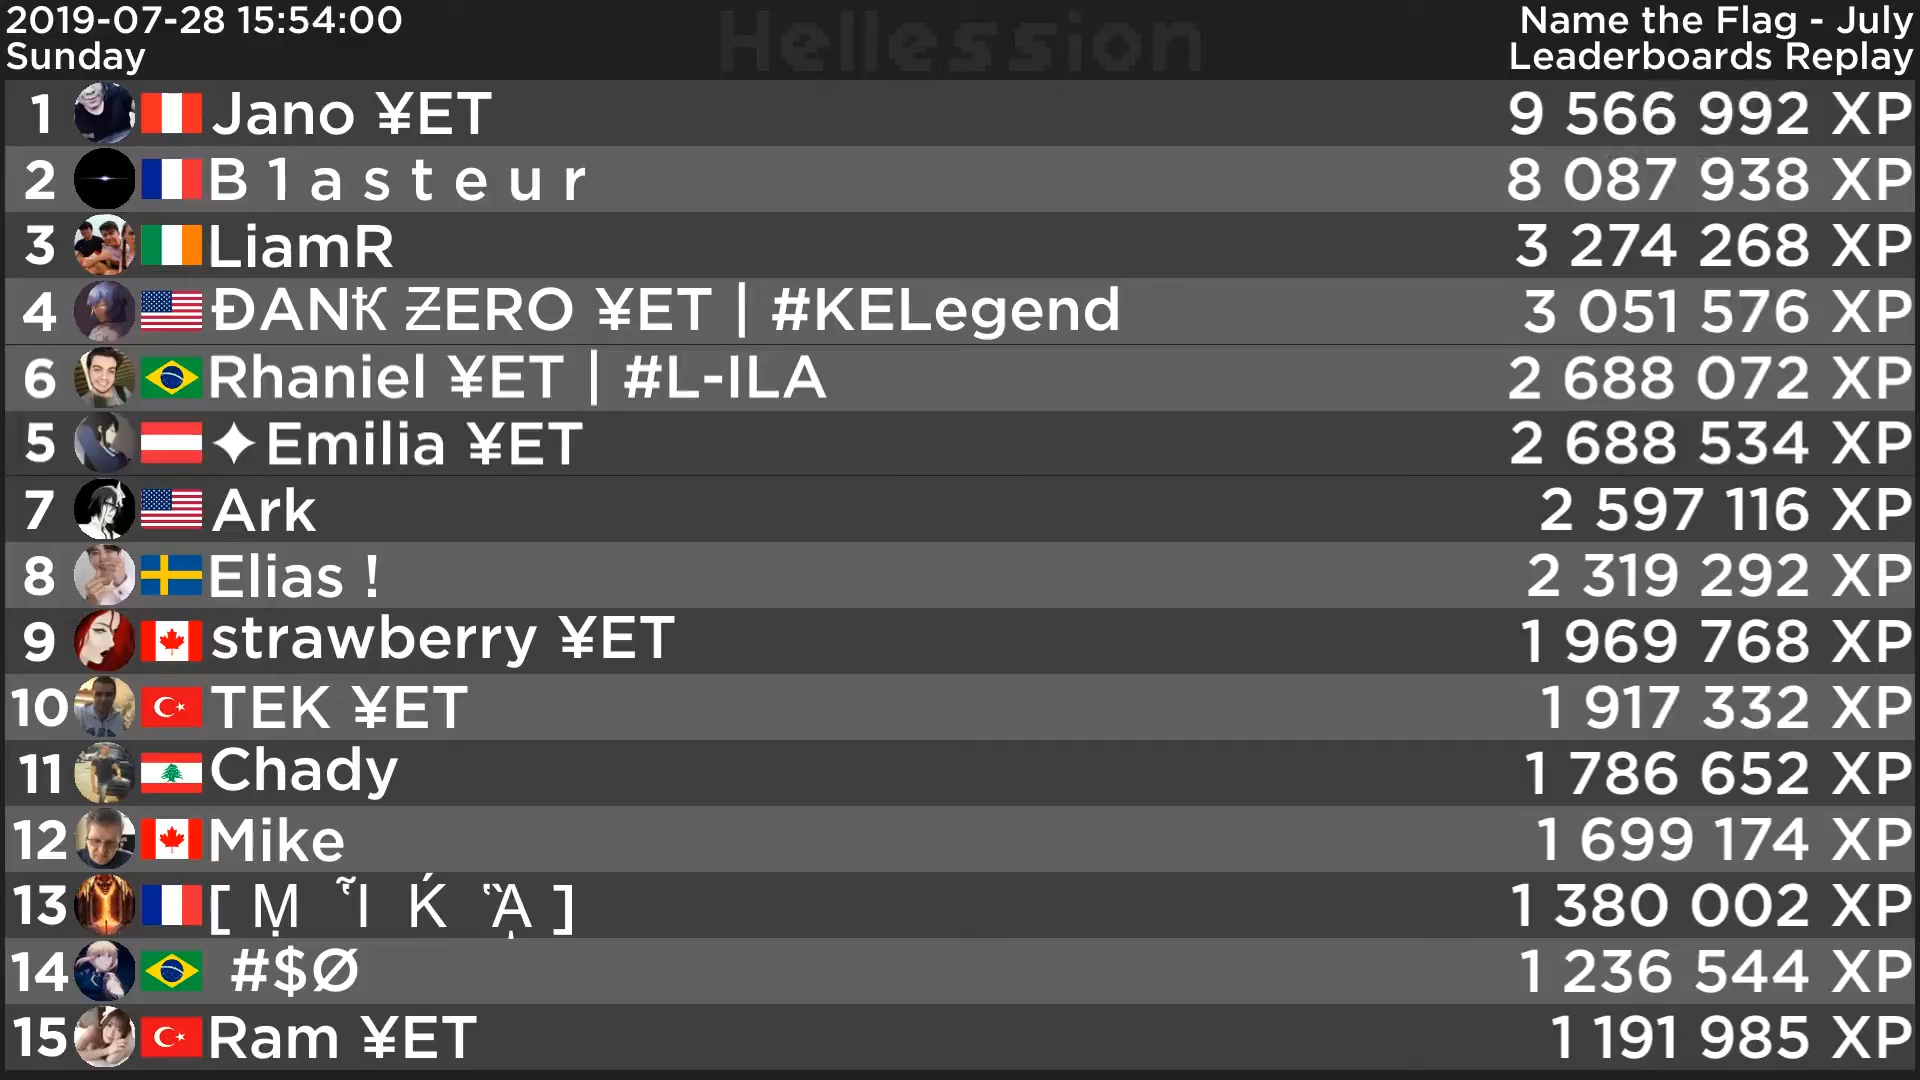 2019-07-28 15:54:00
Sunday
Hellession
Name the Flag - July
Leaderboards Replay
1 Jano ¥ET 9 566 992 XP
2 B 1 a s t e u r 8 087 938 XP
3 LiamR 3 274 268 XP
4 ĐANꝀ ƵERO ¥ET | #KELegend 3 051 576 XP
6 Rhaniel ¥ET | #L-ILA 2 688 072 XP
5 ✦Emilia ¥ET 2 688 534 XP
7 Ark 2 597 116 XP
8 Elias ! 2 319 292 XP
9 strawberry ¥ET 1 969 768 XP
10 TEK ¥ET 1 917 332 XP
11 Chady 1 786 652 XP
12 Mike 1 699 174 XP
13 [ Ṃ Ἷ Ḱ ᾋ ] 1 380 002 XP
14 #$Ø 1 236 544 XP
15 Ram ¥ET 1 191 985 XP